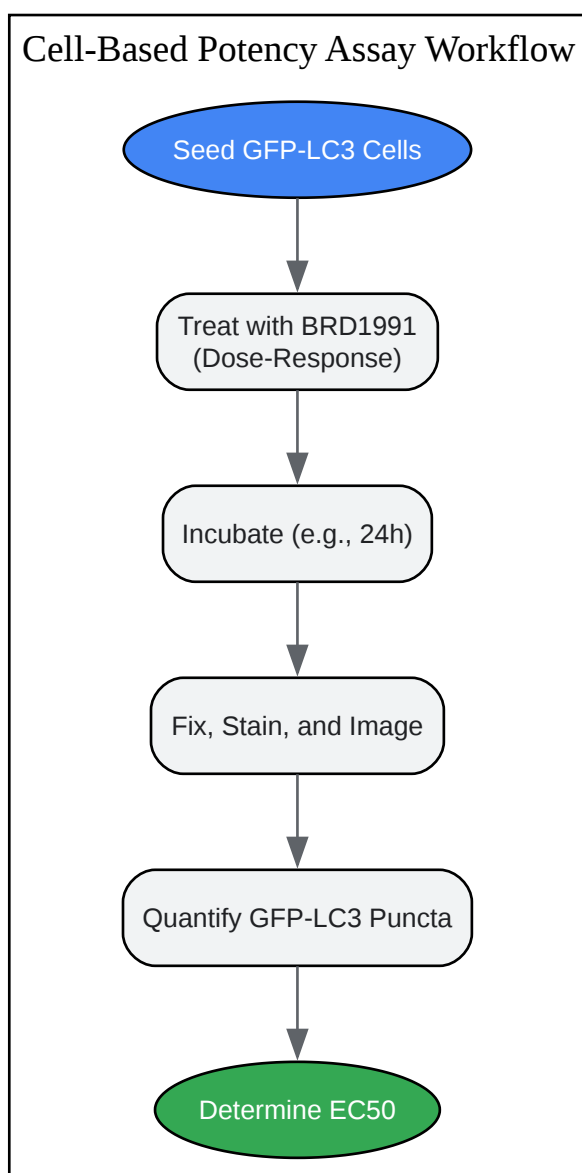 Cell-Based Potency Assay Workflow
Seed GFP-LC3 Cells
Treat with BRD1991
(Dose-Response)
Incubate (e.g., 24h)
Fix, Stain, and Image
Quantify GFP-LC3 Puncta
Determine EC50